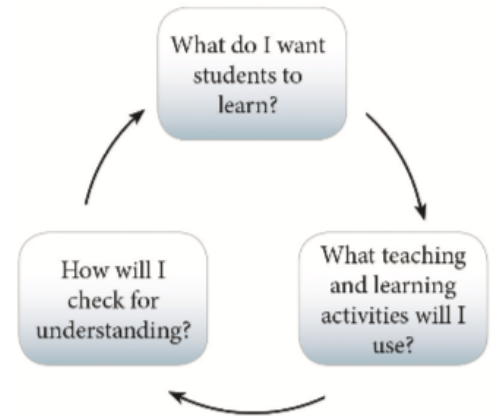 What do I want
students to
learn?
What teaching
and learning
activities will I
use?
How will I
check for
understanding?